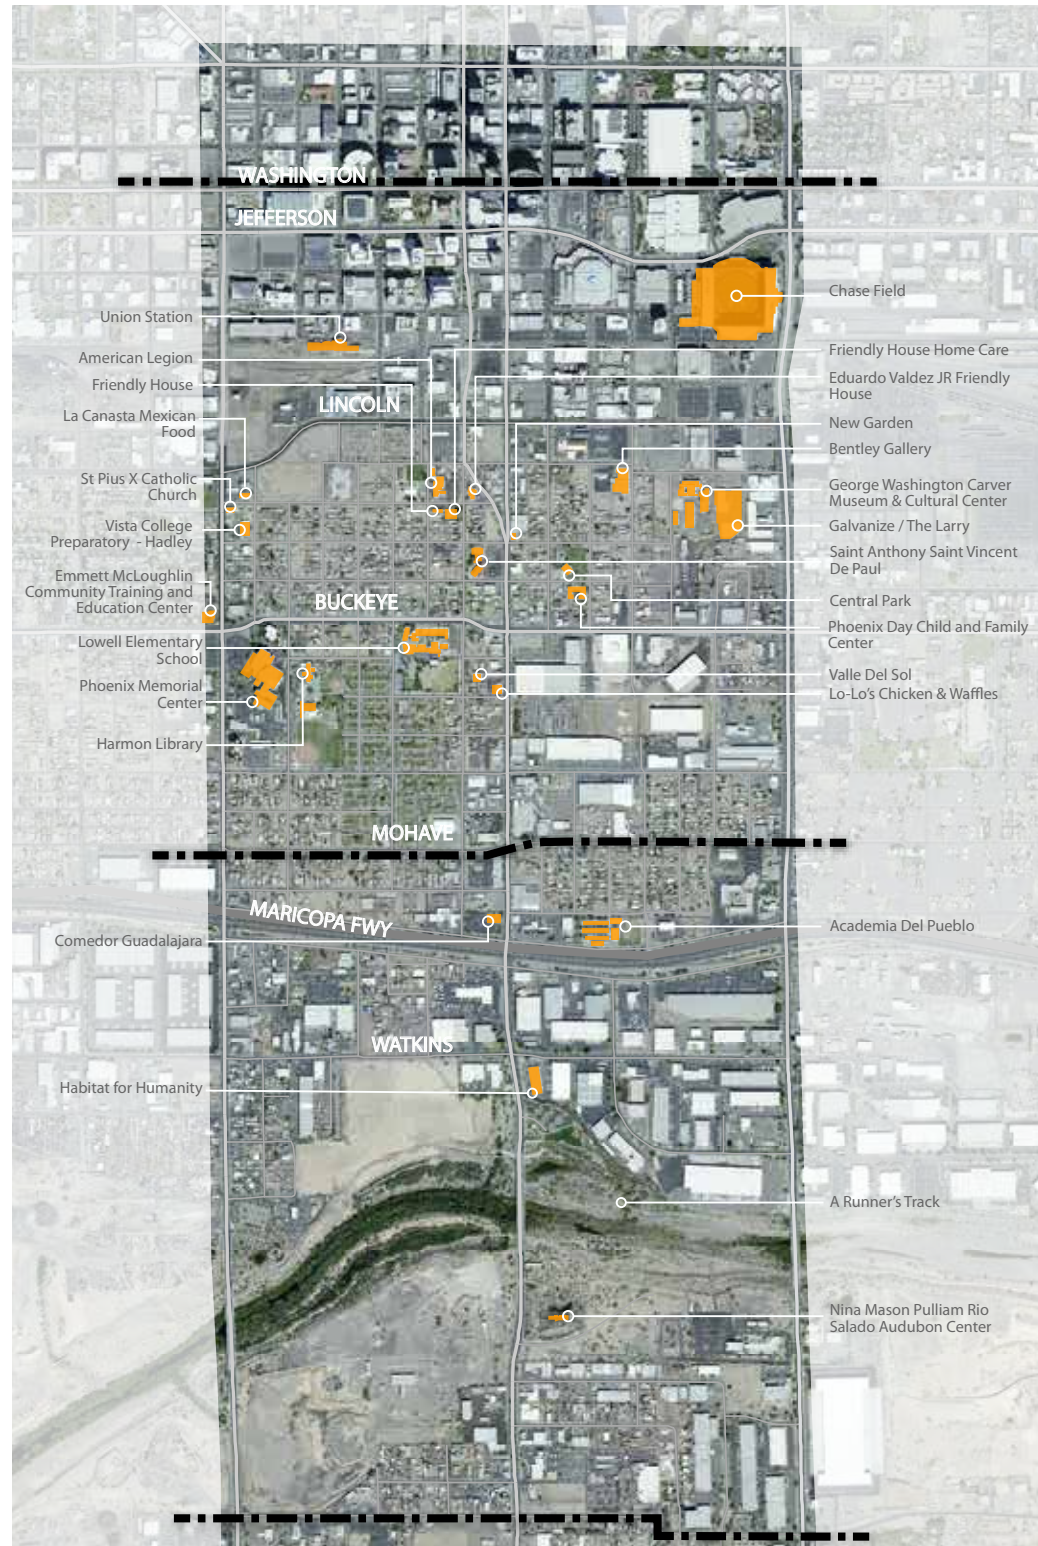 WASHINGTON
JEFFERSON
Chase Field
Union Station
American Legion
Friendly House Home Care
Friendly House
Eduardo Valdez JR Friendly
House
LINCOLN
La Canasta Mexican
Food
New Garden
Bentley Gallery
St Pius X Catholic
Church
George Washington Carver
Museum & Cultural Center
Vista College
Preparatory - Hadley
Galvanize / The Larry
Saint Anthony Saint Vincent
De Paul
Emmett McLoughlin
Community Training and
Education Center
BUCKEYE
Central Park
Phoenix Day Child and Family
Center
Lowell Elementary
School
Valle Del Sol
Phoenix Memorial
Center
Lo-Lo's Chicken & Waffles
Harmon Library
MOHAVE
MARICOPA FWY
Comedor Guadalajara
Academia Del Pueblo
WATKINS
Habitat for Humanity
A Runner's Track
Nina Mason Pulliam Rio
Salado Audubon Center